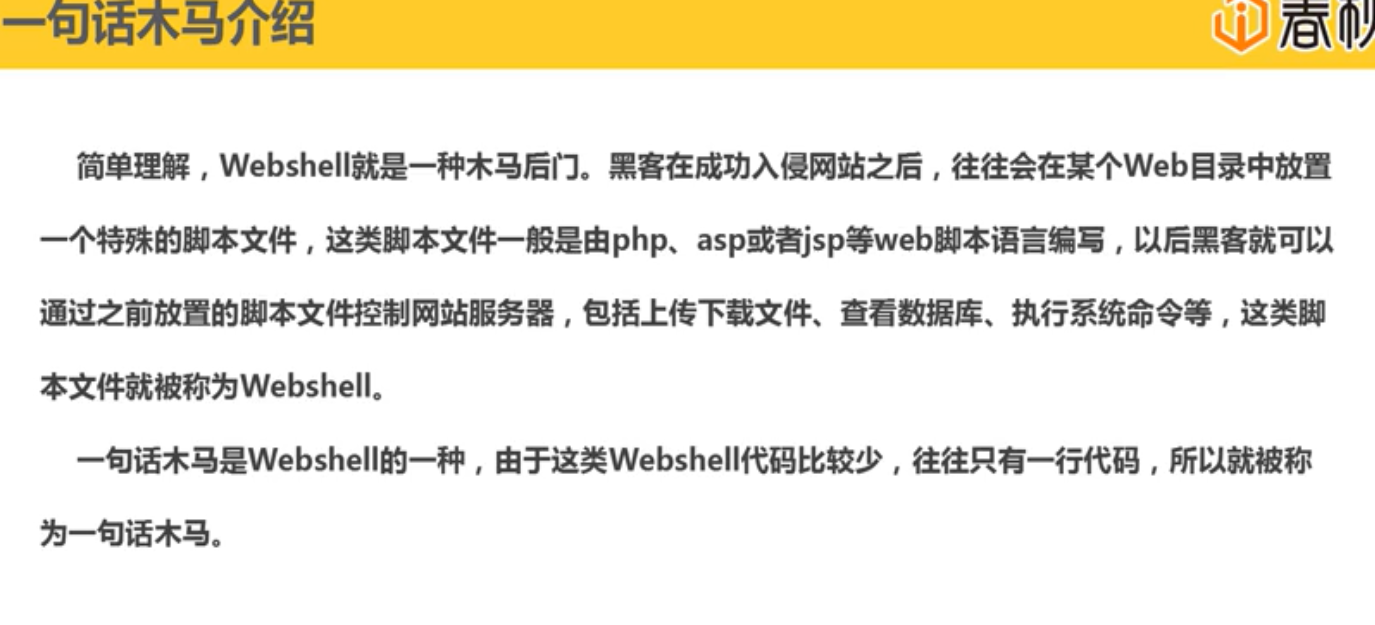 一句话木马介绍
春秋
简单理解，Webshell就是一种木马后门。黑客在成功入侵网站之后，往往会在某个Web目录中放置
一个特殊的脚本文件，这类脚本文件一般是由php、asp或者jsp等web脚本语言编写，以后黑客就可以
通过之前放置的脚本文件控制网站服务器，包括上传下载文件、查看数据库、执行系统命令等，这类脚
本文件就被称为Webshell。
一句话木马是Webshell的一种，由于这类Webshell代码比较少，往往只有一行代码，所以就被称
为一句话木马。